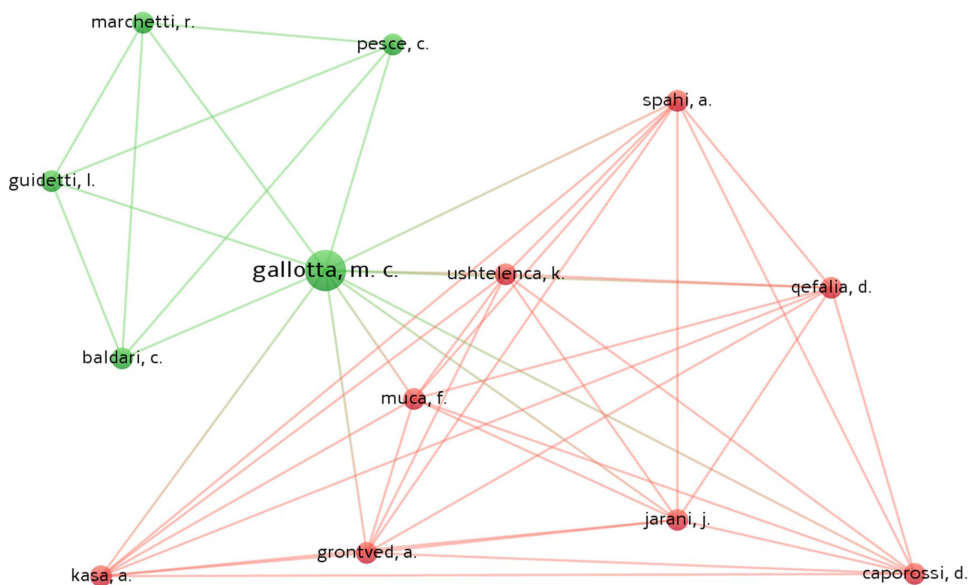 marchetti, r.
pesce, c.
spahi, a.
guidetti, l.
gallotta, m. c.
ushtelenca, k.
qefalia, d.
baldari, c.
muca, f.
jarani, j.
grontved, a.
kasa, a.
caporossi, d.